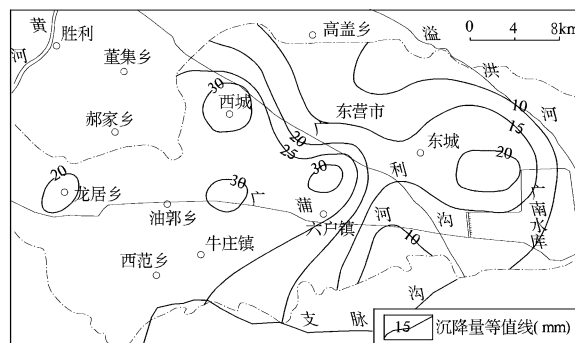 黄河
胜利
董集乡
郝家乡
高盖乡
溢洪河
0 4 8km
30
西城
东营市
10
15
20
25
东城
20
20
龙居乡
30
30
油郭乡
广蒲河
六户镇
广利沟
广南水库
牛庄镇
西范乡
10
支脉沟
15 沉降量等值线(mm)